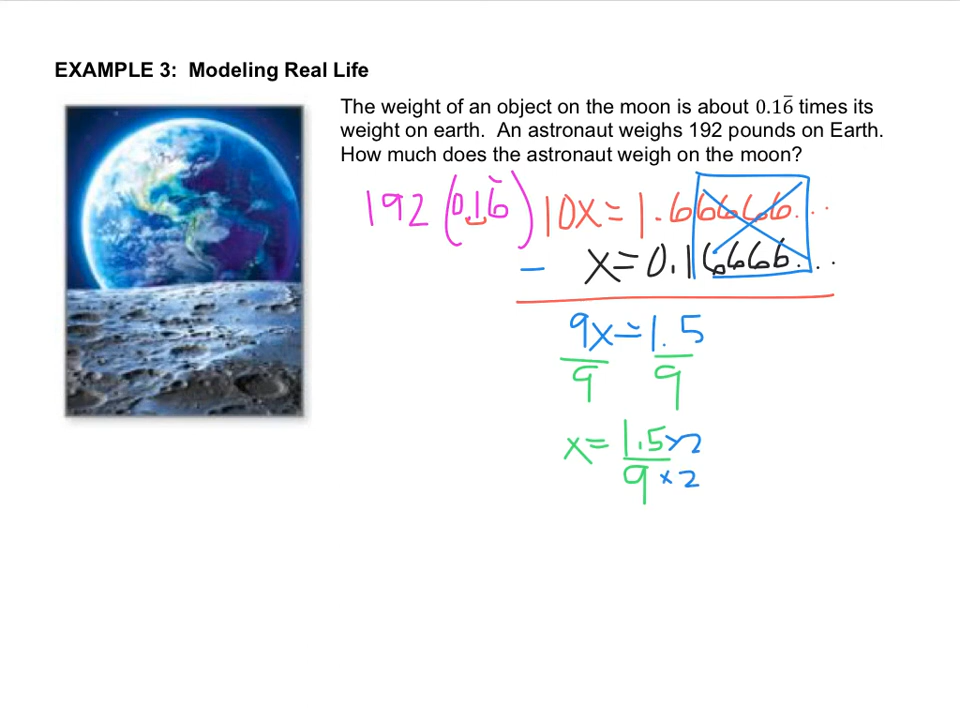 EXAMPLE 3: Modeling Real Life
The weight of an object on the moon is about 0.16̅ times its
weight on earth. An astronaut weighs 192 pounds on Earth.
How much does the astronaut weigh on the moon?
192 (0.16̅) 10x = 1.66666...
- x = 0.16666...
9x = 1.5
9 9
x = 1.5 x2
9 x2